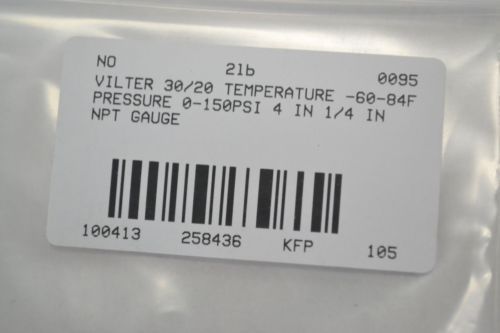 NO 2lb 0095
VILTER 30/20 TEMPERATURE -60-84F
PRESSURE 0-150PSI 4 IN 1/4 IN
NPT GAUGE
100413 258436 KFP 105